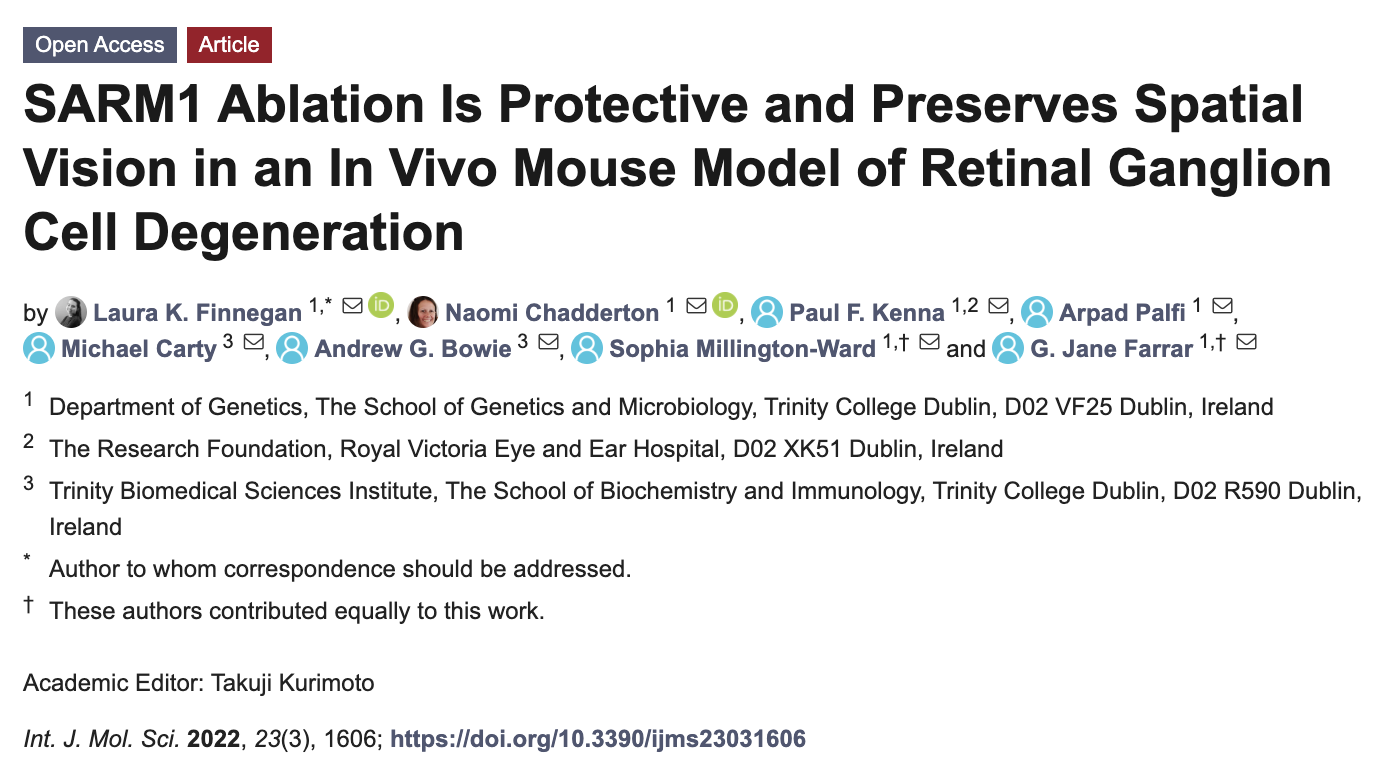 Open Access Article
SARM1 Ablation Is Protective and Preserves Spatial
Vision in an In Vivo Mouse Model of Retinal Ganglion
Cell Degeneration
by Laura K. Finnegan 1,* iD, Naomi Chadderton 1 iD, Paul F. Kenna 1,2, Arpad Palfi 1,
Michael Carty 3, Andrew G. Bowie 3, Sophia Millington-Ward 1,† and G. Jane Farrar 1,†
1 Department of Genetics, The School of Genetics and Microbiology, Trinity College Dublin, D02 VF25 Dublin, Ireland
2 The Research Foundation, Royal Victoria Eye and Ear Hospital, D02 XK51 Dublin, Ireland
3 Trinity Biomedical Sciences Institute, The School of Biochemistry and Immunology, Trinity College Dublin, D02 R590 Dublin,
Ireland
* Author to whom correspondence should be addressed.
† These authors contributed equally to this work.
Academic Editor: Takuji Kurimoto
Int. J. Mol. Sci. 2022, 23(3), 1606; https://doi.org/10.3390/ijms23031606